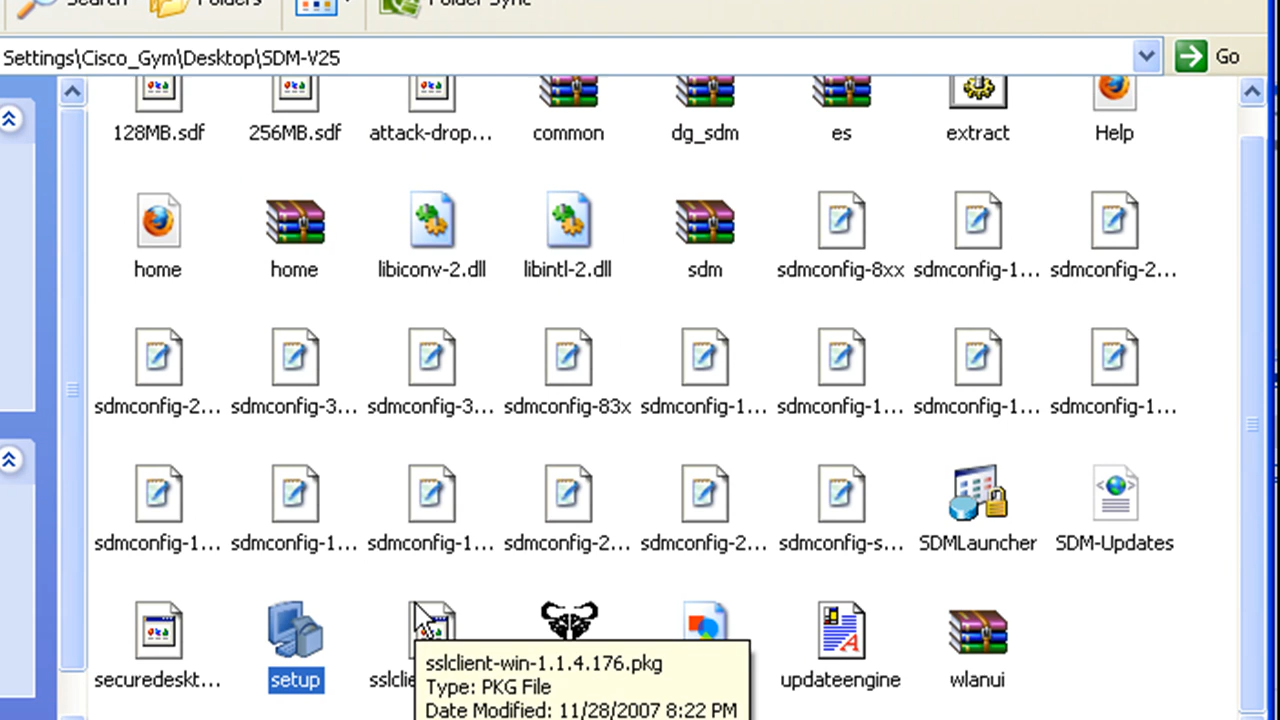 Search Folders Folder Sync
Settings\Cisco_Gym\Desktop\SDM-V25 Go
128MB.sdf 256MB.sdf attack-drop... common dg_sdm es extract Help
home home libiconv-2.dll libintl-2.dll sdm sdmconfig-8xx sdmconfig-1... sdmconfig-2...
sdmconfig-2... sdmconfig-3... sdmconfig-3... sdmconfig-83x sdmconfig-1... sdmconfig-1... sdmconfig-1... sdmconfig-1...
sdmconfig-1... sdmconfig-1... sdmconfig-1... sdmconfig-2... sdmconfig-2... sdmconfig-s... SDMLauncher SDM-Updates
securedeskt... setup sslclie updateengine wlanui
sslclient-win-1.1.4.176.pkg
Type: PKG File
Date Modified: 11/28/2007 8:22 PM